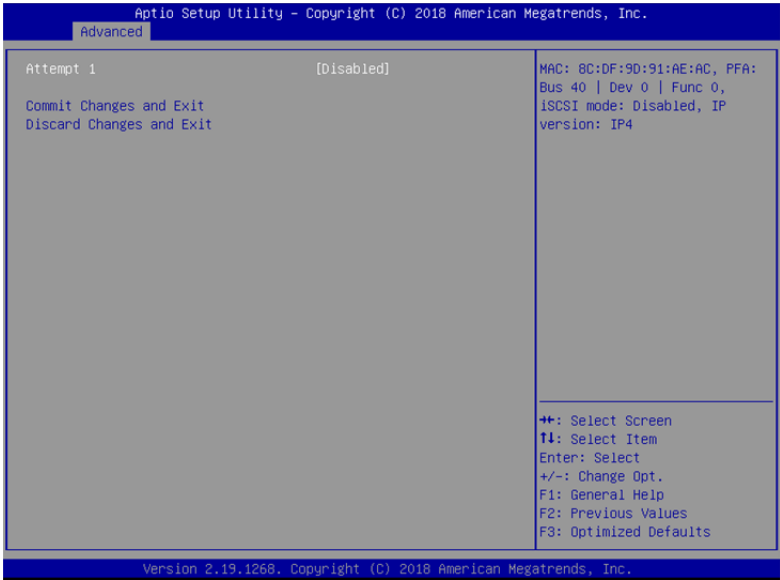 Aptio Setup Utility – Copyright (C) 2018 American Megatrends, Inc.
Advanced
Attempt 1 [Disabled]
Commit Changes and Exit
Discard Changes and Exit
MAC: 8C:DF:9D:91:AE:AC, PFA:
Bus 40 | Dev 0 | Func 0,
iSCSI mode: Disabled, IP
version: IP4
→←: Select Screen
↑↓: Select Item
Enter: Select
+/-: Change Opt.
F1: General Help
F2: Previous Values
F3: Optimized Defaults
Version 2.19.1268. Copyright (C) 2018 American Megatrends, Inc.